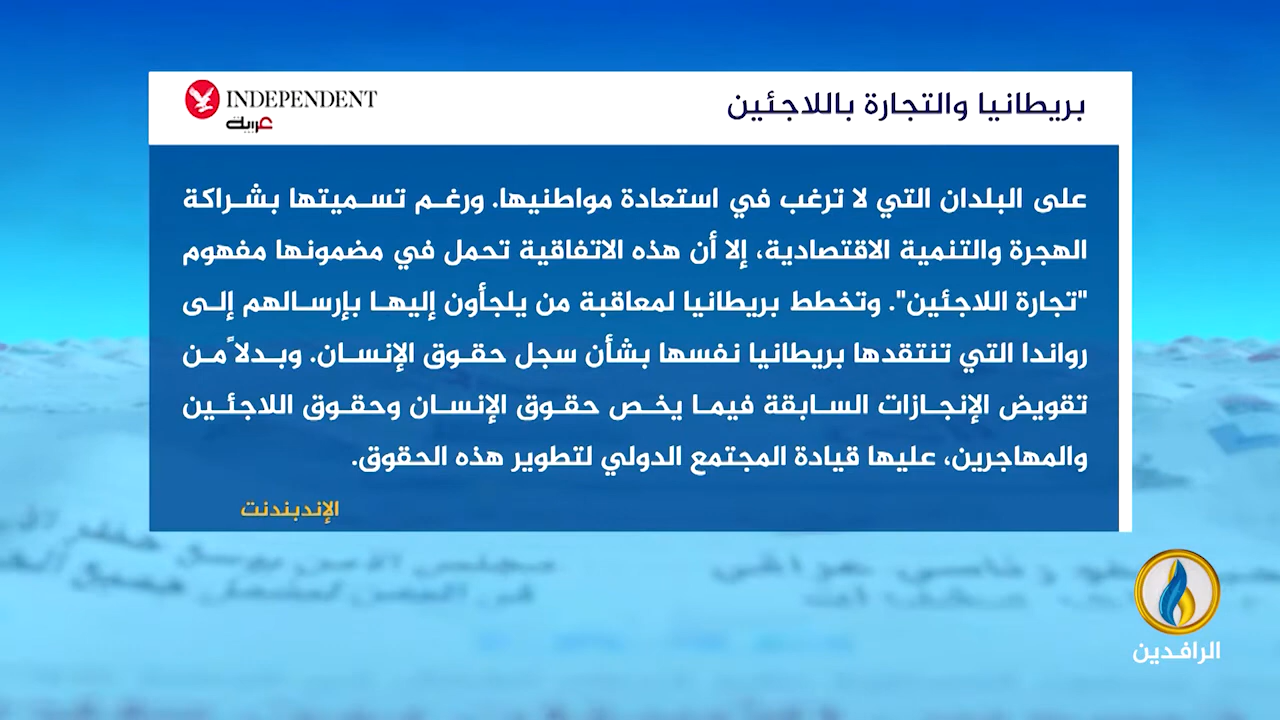 بريطانيا والتجارة باللاجئين
INDEPENDENT
عربية
على البلدان التي لا ترغب في استعادة مواطنيها. ورغم تسميتها بشراكة
الهجرة والتنمية الاقتصادية، إلا أن هذه الاتفاقية تحمل في مضمونها مفهوم
"تجارة اللاجئين". وتخطط بريطانيا لمعاقبة من يلجأون إليها بإرسالهم إلى
رواندا التي تنتقدها بريطانيا نفسها بشأن سجل حقوق الإنسان. وبدلاً من
تقويض الإنجازات السابقة فيما يخص حقوق الإنسان وحقوق اللاجئين
والمهاجرين، عليها قيادة المجتمع الدولي لتطوير هذه الحقوق.
الإندبندنت
مجلس الأمن يوسع
الرافدين